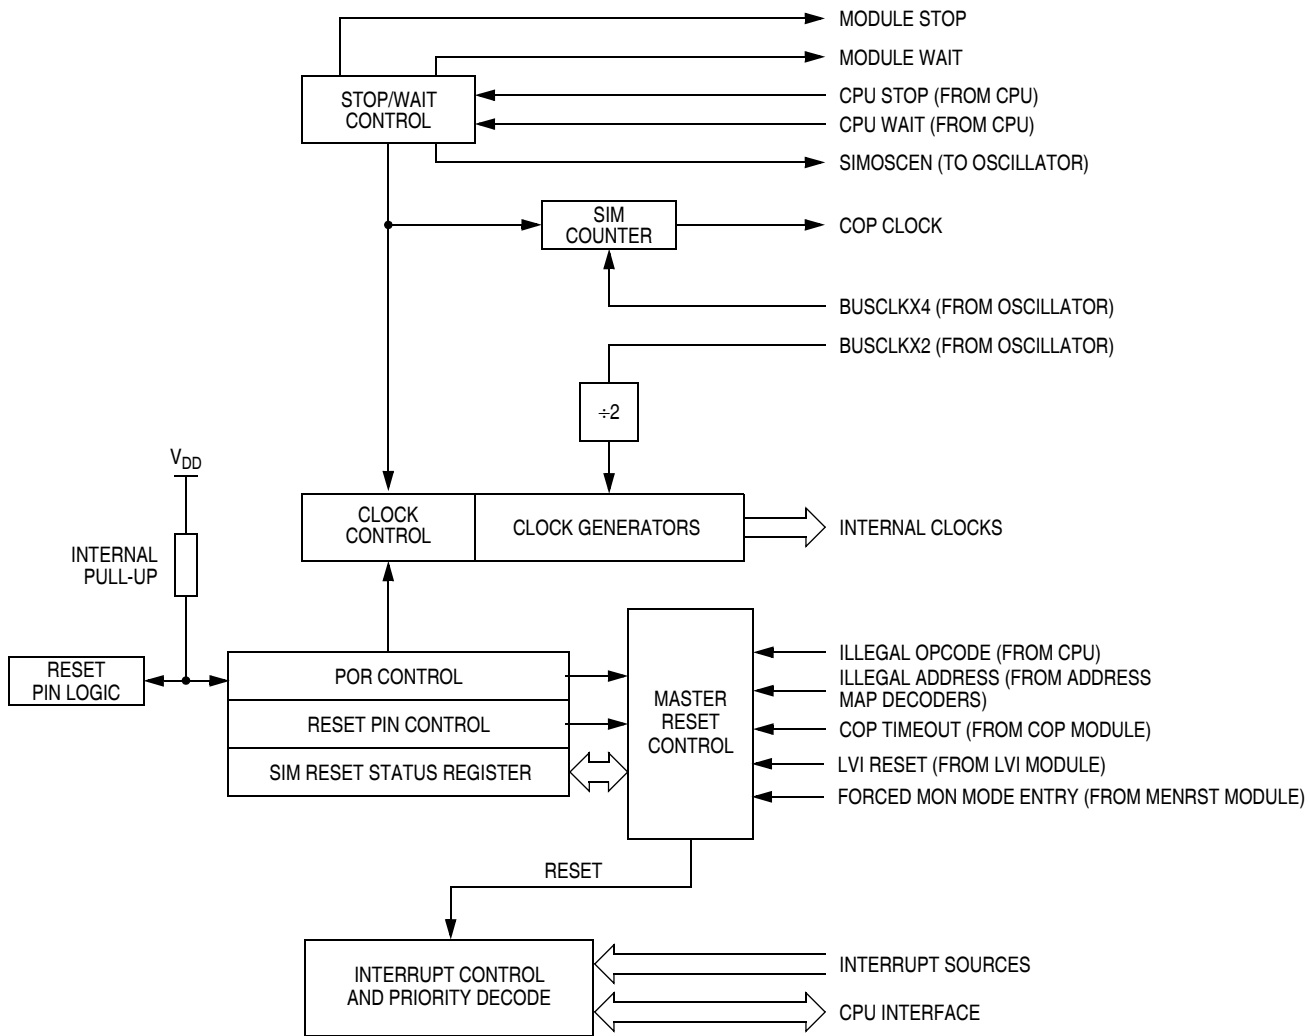 MODULE STOP
MODULE WAIT
STOP/WAIT
CONTROL
CPU STOP (FROM CPU)
CPU WAIT (FROM CPU)
SIMOSCEN (TO OSCILLATOR)
SIM
COUNTER
COP CLOCK
BUSCLKX4 (FROM OSCILLATOR)
BUSCLKX2 (FROM OSCILLATOR)
÷2
VDD
CLOCK
CONTROL
CLOCK GENERATORS
INTERNAL CLOCKS
INTERNAL
PULL-UP
RESET
PIN LOGIC
POR CONTROL
RESET PIN CONTROL
SIM RESET STATUS REGISTER
MASTER
RESET
CONTROL
ILLEGAL OPCODE (FROM CPU)
ILLEGAL ADDRESS (FROM ADDRESS
MAP DECODERS)
COP TIMEOUT (FROM COP MODULE)
LVI RESET (FROM LVI MODULE)
FORCED MON MODE ENTRY (FROM MENRST MODULE)
RESET
INTERRUPT CONTROL
AND PRIORITY DECODE
INTERRUPT SOURCES
CPU INTERFACE